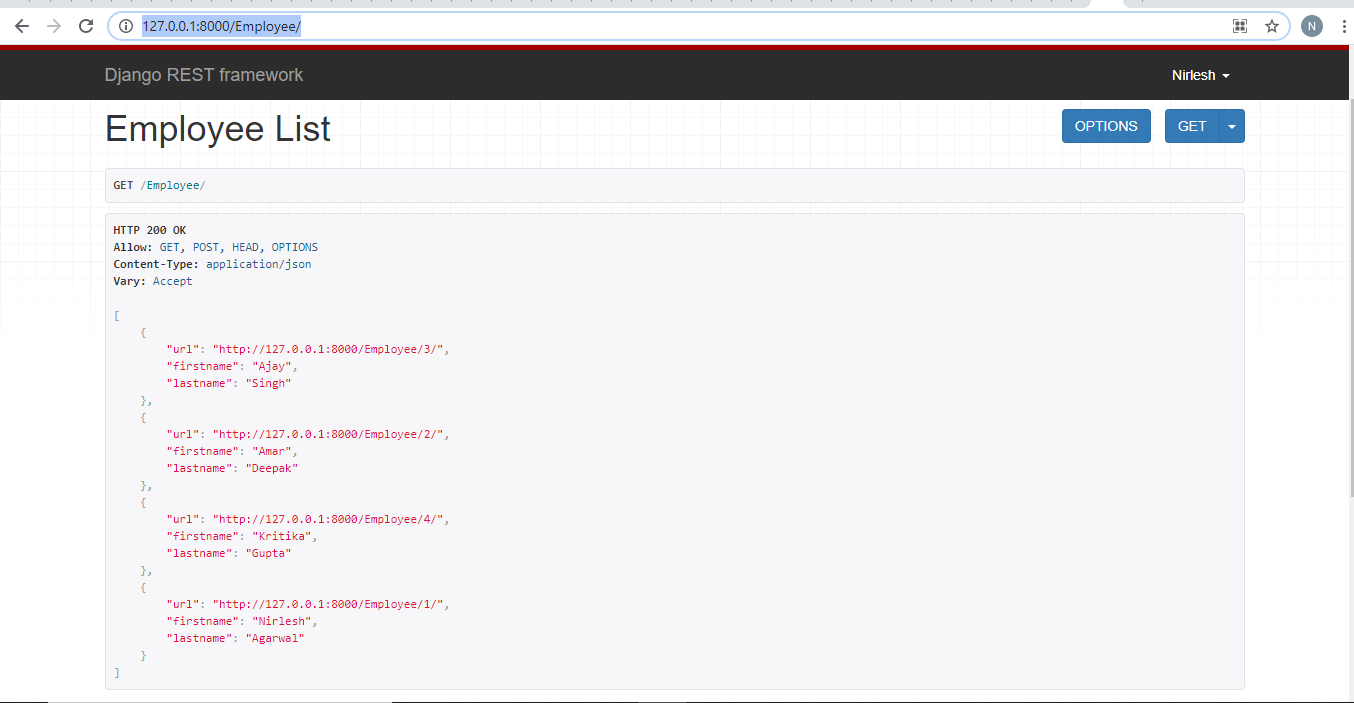 127.0.0.1:8000/Employee/
N
Django REST framework
Nirlesh
Employee List
OPTIONS
GET
GET /Employee/
HTTP 200 OK
Allow: GET, POST, HEAD, OPTIONS
Content-Type: application/json
Vary: Accept
[
{
"url": "http://127.0.0.1:8000/Employee/3/",
"firstname": "Ajay",
"lastname": "Singh"
},
{
"url": "http://127.0.0.1:8000/Employee/2/",
"firstname": "Amar",
"lastname": "Deepak"
},
{
"url": "http://127.0.0.1:8000/Employee/4/",
"firstname": "Kritika",
"lastname": "Gupta"
},
{
"url": "http://127.0.0.1:8000/Employee/1/",
"firstname": "Nirlesh",
"lastname": "Agarwal"
}
]